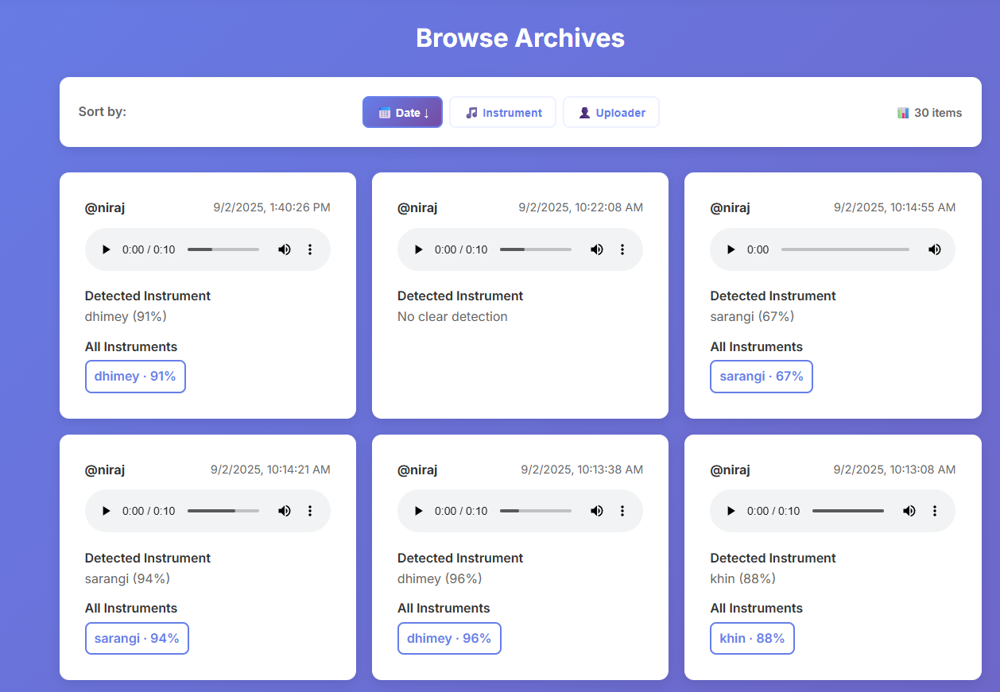 Browse Archives
Sort by:
Date ↓
Instrument
Uploader
30 items
@niraj 9/2/2025, 1:40:26 PM
0:00 / 0:10
Detected Instrument
dhimey (91%)
All Instruments
dhimey · 91%
@niraj 9/2/2025, 10:22:08 AM
0:00 / 0:10
Detected Instrument
No clear detection
@niraj 9/2/2025, 10:14:55 AM
0:00
Detected Instrument
sarangi (67%)
All Instruments
sarangi · 67%
@niraj 9/2/2025, 10:14:21 AM
0:00 / 0:10
Detected Instrument
sarangi (94%)
All Instruments
sarangi · 94%
@niraj 9/2/2025, 10:13:38 AM
0:00 / 0:10
Detected Instrument
dhimey (96%)
All Instruments
dhimey · 96%
@niraj 9/2/2025, 10:13:08 AM
0:00 / 0:10
Detected Instrument
khin (88%)
All Instruments
khin · 88%